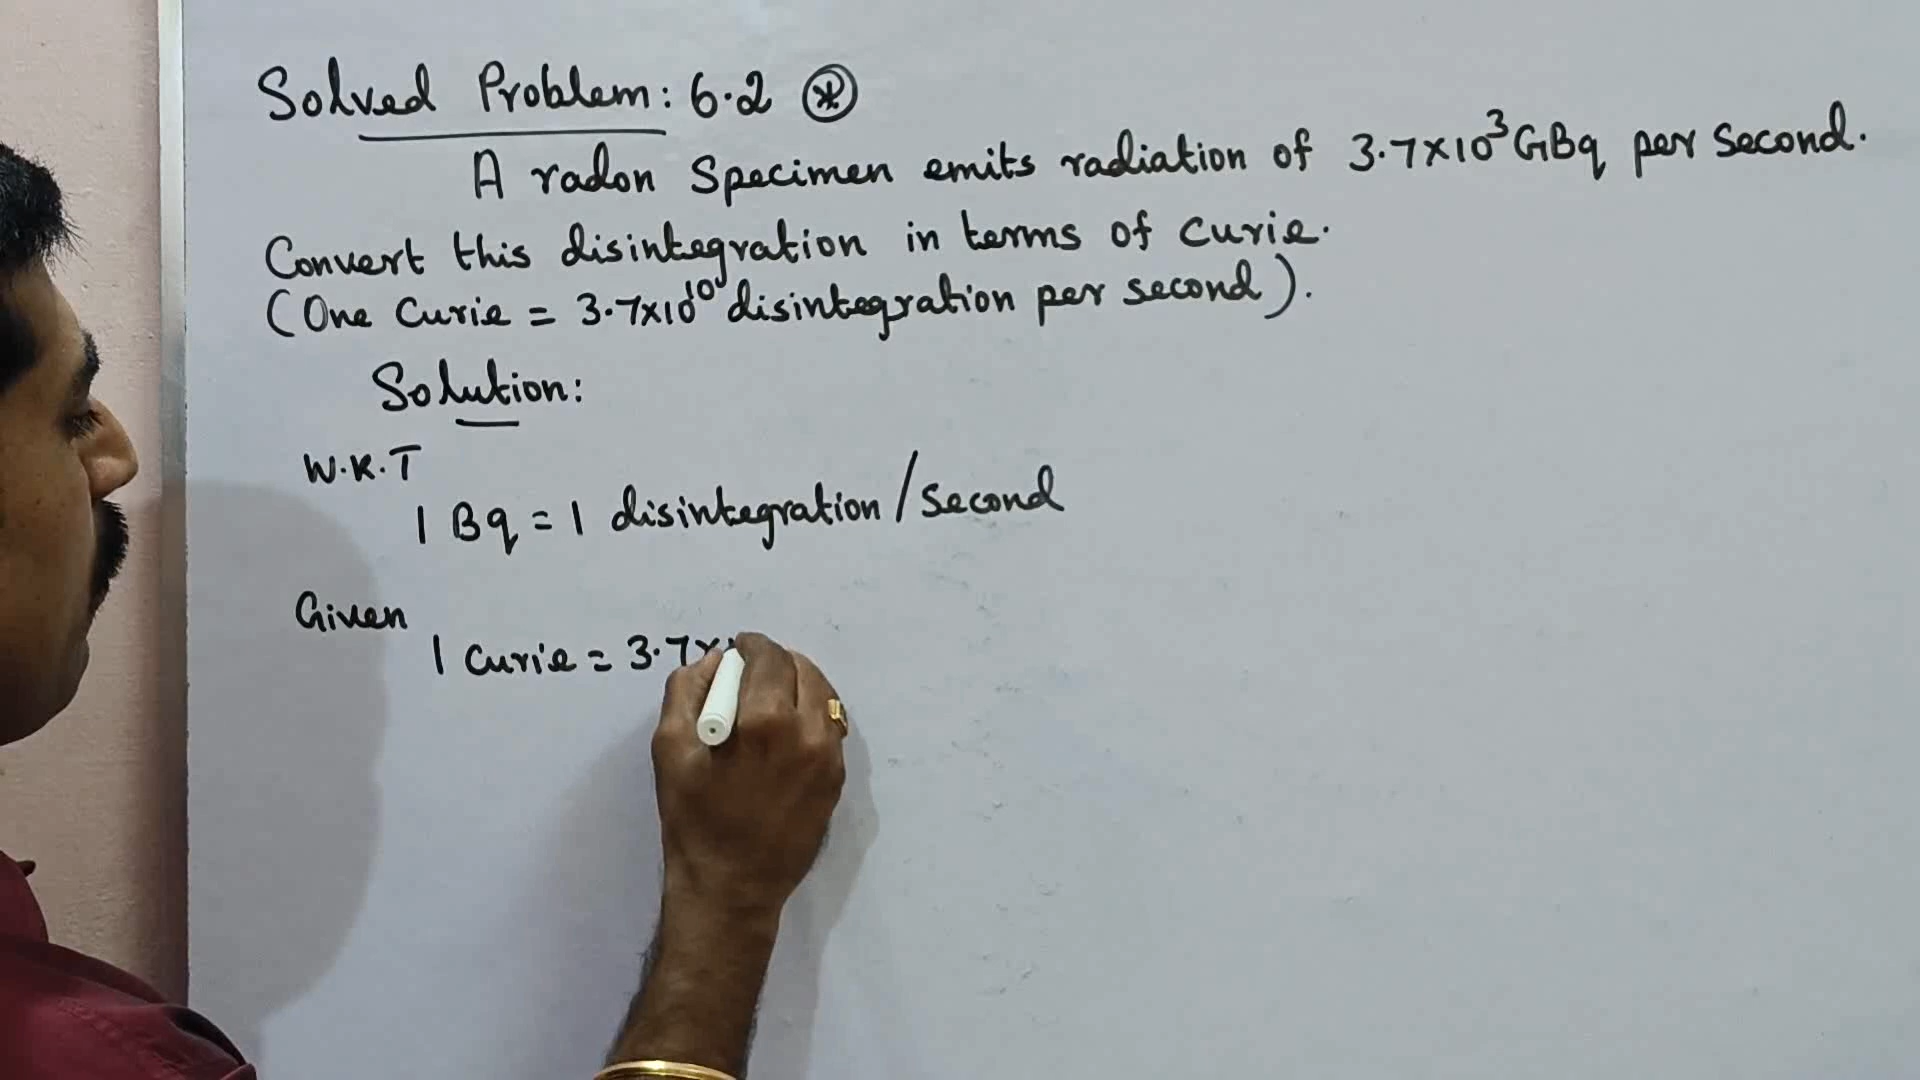 Solved Problem: 6.2 ⊛
A radon Specimen emits radiation of 3.7×10³ GBq per second.
Convert this disintegration in terms of curie.
(One Curie = 3.7×10¹⁰ disintegration per second).
Solution:
W.K.T
1 Bq = 1 disintegration/second
Given
1 curie = 3.7×